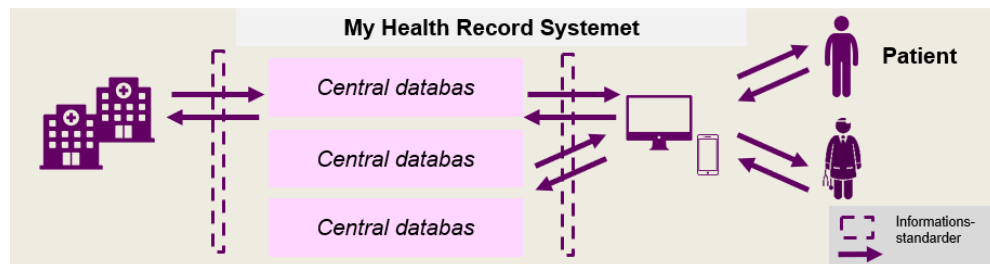 My Health Record Systemet
Central databas
Central databas
Central databas
Patient
Informations-
standarder